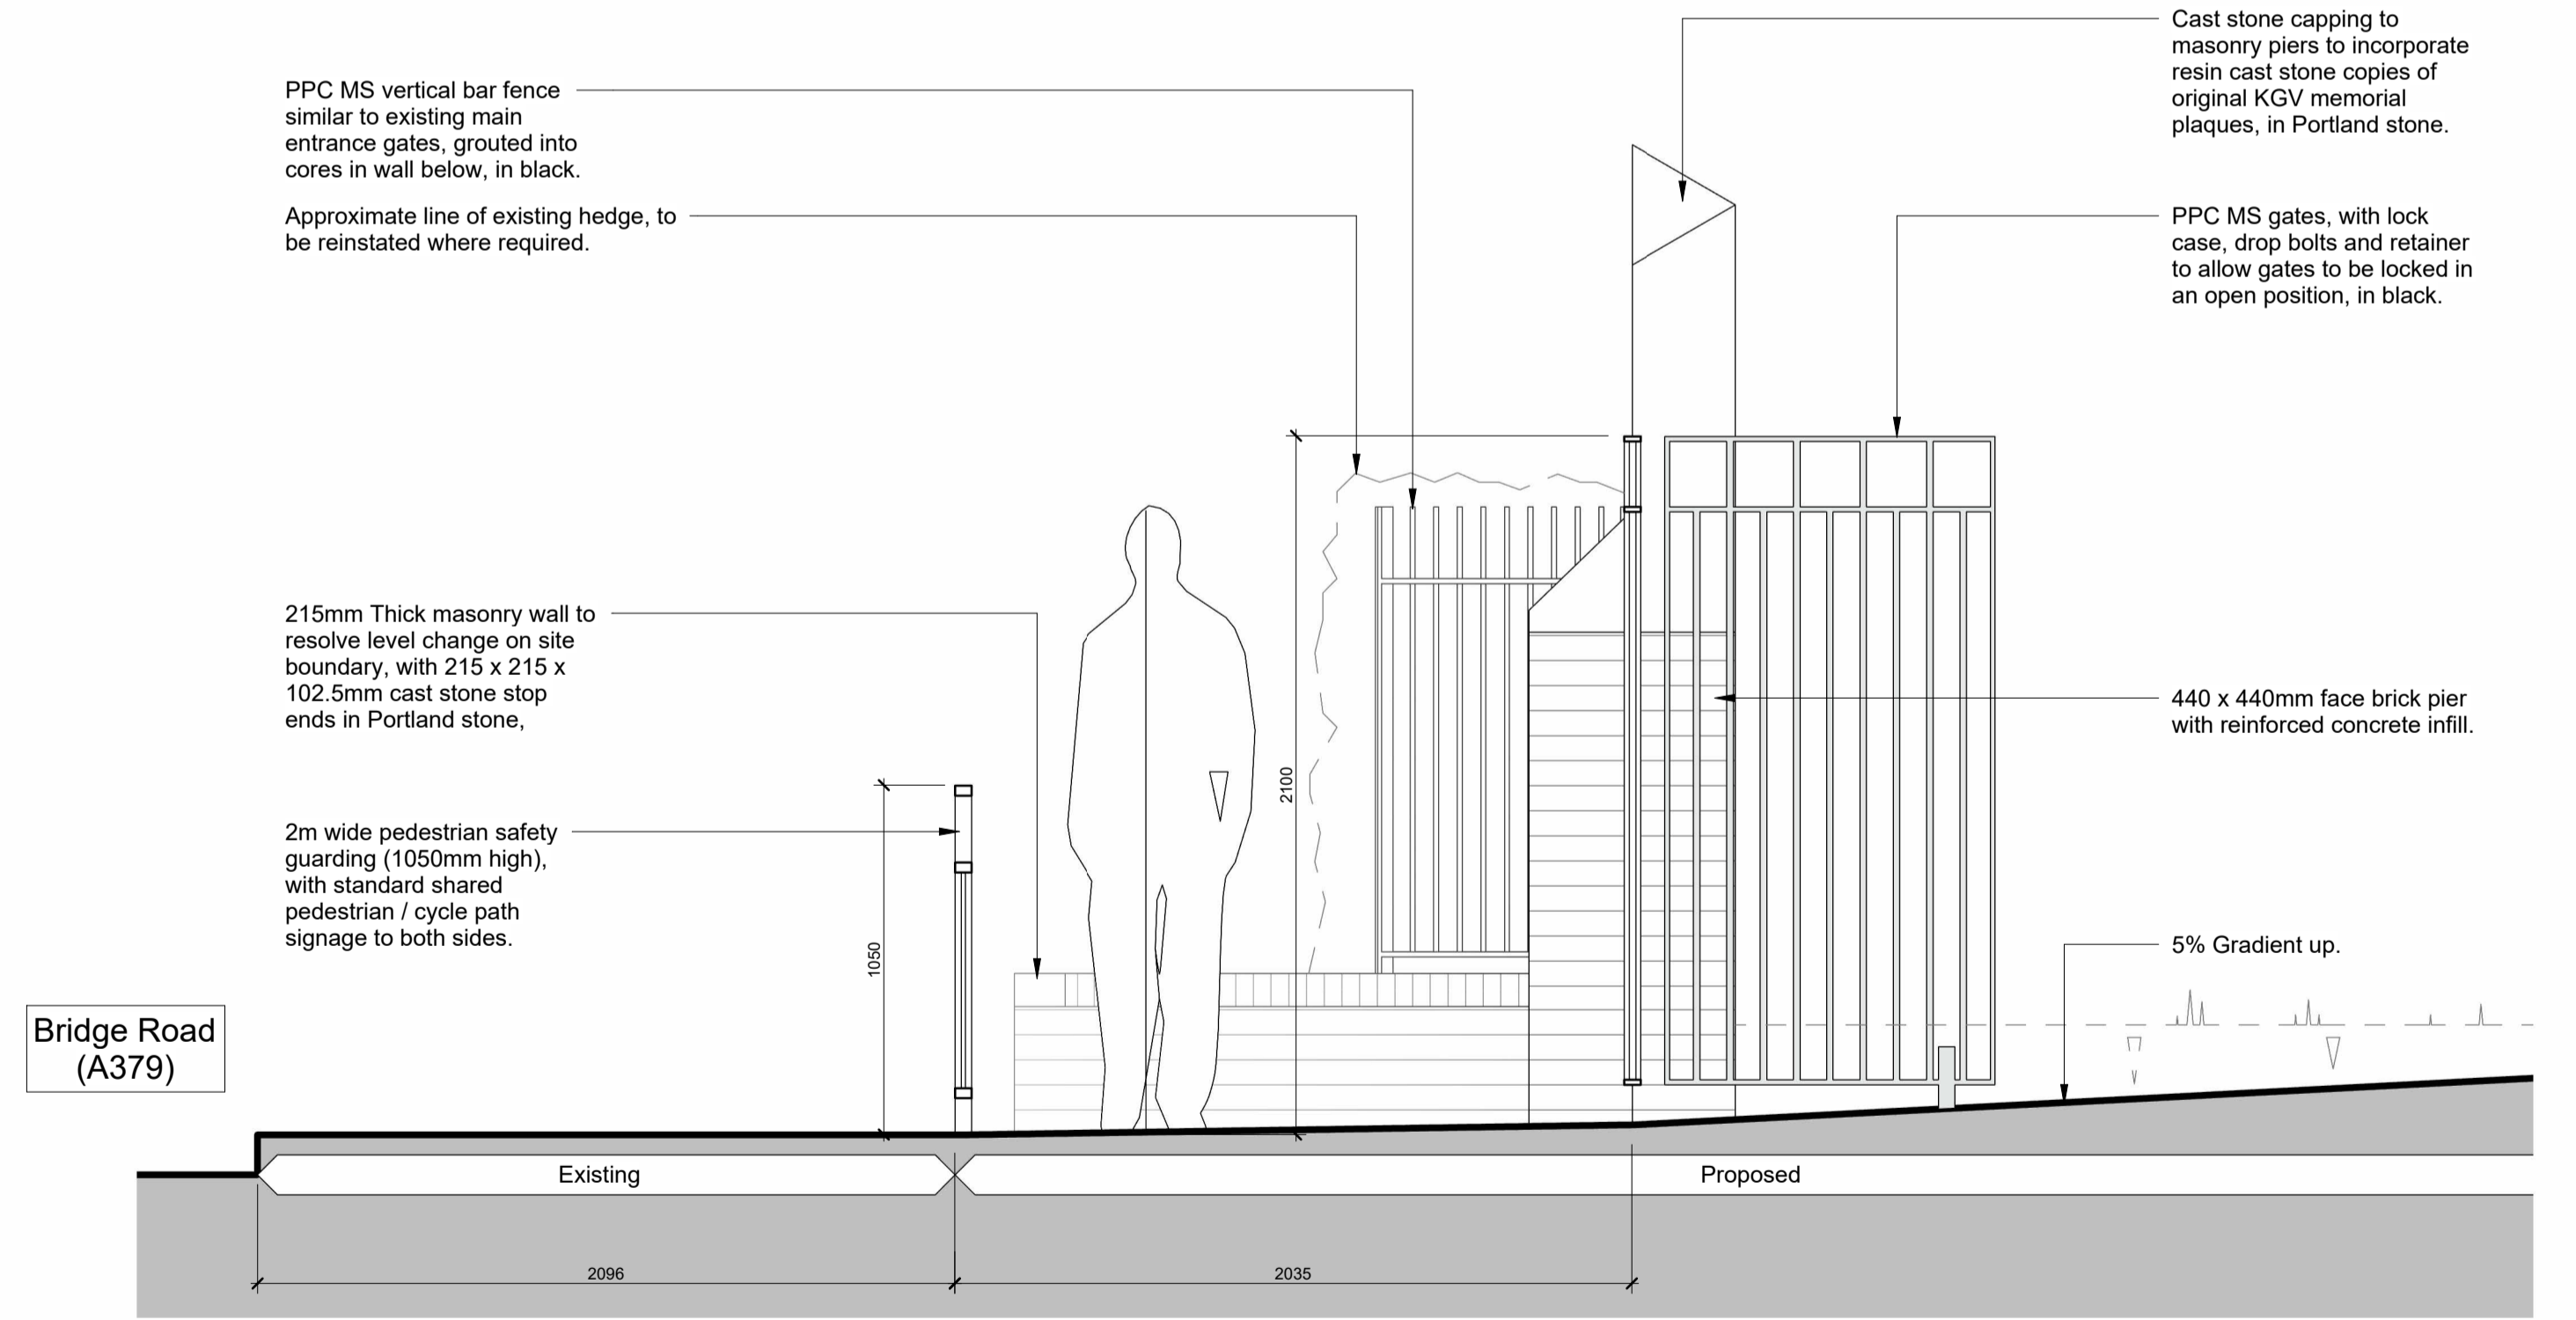 Cast stone capping to
masonry piers to incorporate
resin cast stone copies of
original KGV memorial
plaques, in Portland stone.
PPC MS vertical bar fence
similar to existing main
entrance gates, grouted into
cores in wall below, in black.
Approximate line of existing hedge, to
be reinstated where required.
PPC MS gates, with lock
case, drop bolts and retainer
to allow gates to be locked in
an open position, in black.
215mm Thick masonry wall to
resolve level change on site
boundary, with 215 x 215 x
102.5mm cast stone stop
ends in Portland stone,
440 x 440mm face brick pier
with reinforced concrete infill.
2m wide pedestrian safety
guarding (1050mm high),
with standard shared
pedestrian / cycle path
signage to both sides.
2100
1050
5% Gradient up.
Bridge Road
(A379)
Existing
Proposed
2096
2035